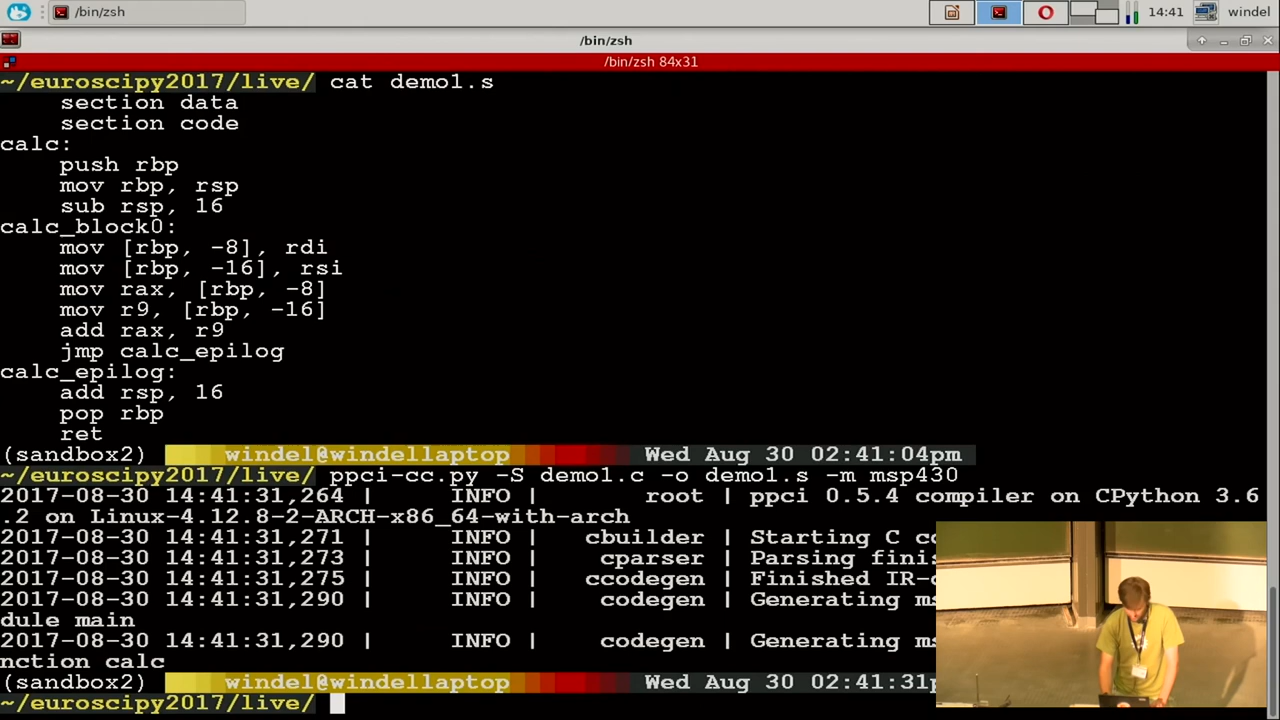 /bin/zsh
14:41
windel
/bin/zsh
/bin/zsh 84x31
~/euroscipy2017/live/ cat demo1.s
section data
section code
calc:
push rbp
mov rbp, rsp
sub rsp, 16
calc_block0:
mov [rbp, -8], rdi
mov [rbp, -16], rsi
mov rax, [rbp, -8]
mov r9, [rbp, -16]
add rax, r9
jmp calc_epilog
calc_epilog:
add rsp, 16
pop rbp
ret
(sandbox2) windel@windellaptop Wed Aug 30 02:41:04pm
~/euroscipy2017/live/ ppci-cc.py -S demo1.c -o demo1.s -m msp430
2017-08-30 14:41:31,264 | INFO | root | ppci 0.5.4 compiler on CPython 3.6
.2 on Linux-4.12.8-2-ARCH-x86_64-with-arch
2017-08-30 14:41:31,271 | INFO | cbuilder | Starting C co
2017-08-30 14:41:31,273 | INFO | cparser | Parsing finis
2017-08-30 14:41:31,275 | INFO | ccodegen | Finished IR-c
2017-08-30 14:41:31,290 | INFO | codegen | Generating ms
dule main
2017-08-30 14:41:31,290 | INFO | codegen | Generating ms
nction calc
(sandbox2) windel@windellaptop Wed Aug 30 02:41:31p
~/euroscipy2017/live/